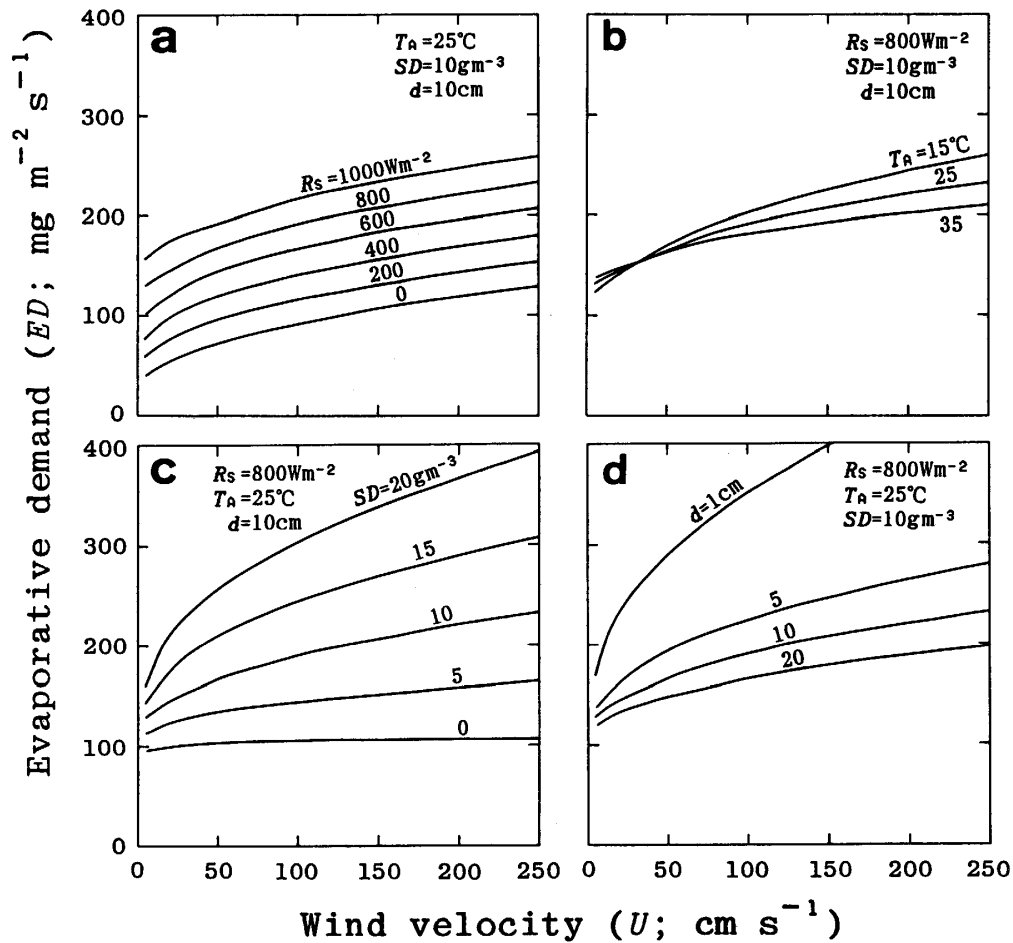 Evaporative demand (ED; mg m⁻² s⁻¹)
400
300
200
100
0
a
TA=25℃
SD=10gm⁻³
d=10cm
Rs=1000Wm⁻²
800
600
400
200
0
b
Rs=800Wm⁻²
SD=10gm⁻³
d=10cm
TA=15℃
25
35
400
300
200
100
0
c
Rs=800Wm⁻²
TA=25℃
d=10cm
SD=20gm⁻³
15
10
5
0
d
Rs=800Wm⁻²
TA=25℃
SD=10gm⁻³
d=1cm
5
10
20
0 50 100 150 200 250
0 50 100 150 200 250
Wind velocity (U; cm s⁻¹)